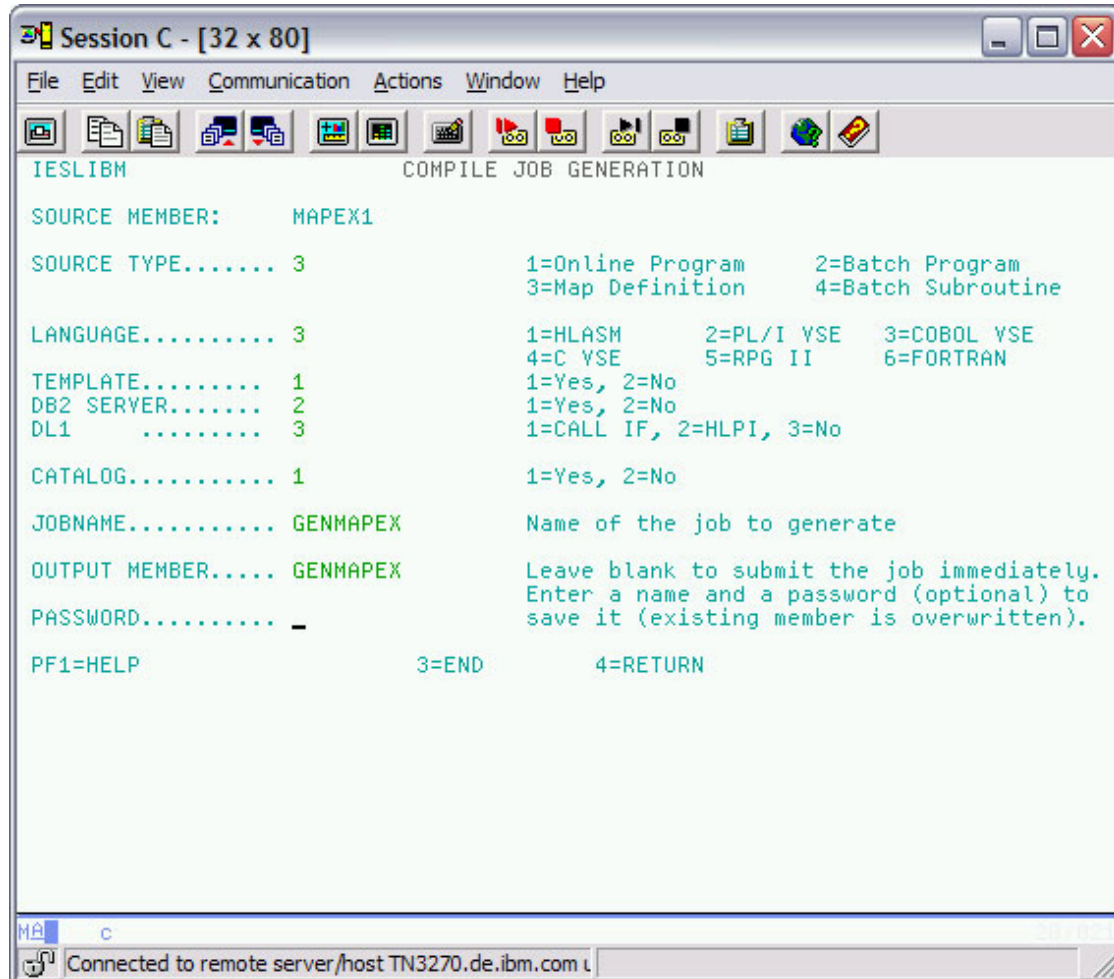 Session C - [32 x 80]
File Edit View Communication Actions Window Help
IESLIBM COMPILE JOB GENERATION
SOURCE MEMBER: MAPEX1
SOURCE TYPE....... 3 1=Online Program 2=Batch Program
3=Map Definition 4=Batch Subroutine
LANGUAGE.......... 3 1=HLASM 2=PL/I VSE 3=COBOL VSE
4=C VSE 5=RPG II 6=FORTRAN
TEMPLATE......... 1 1=Yes, 2=No
DB2 SERVER....... 2 1=Yes, 2=No
DL1 ......... 3 1=CALL IF, 2=HLPI, 3=No
CATALOG........... 1 1=Yes, 2=No
JOBNAME........... GENMAPEX Name of the job to generate
OUTPUT MEMBER..... GENMAPEX Leave blank to submit the job immediately.
Enter a name and a password (optional) to
PASSWORD.......... _ save it (existing member is overwritten).
PF1=HELP 3=END 4=RETURN
MA c
Connected to remote server/host TN3270.de.ibm.com u